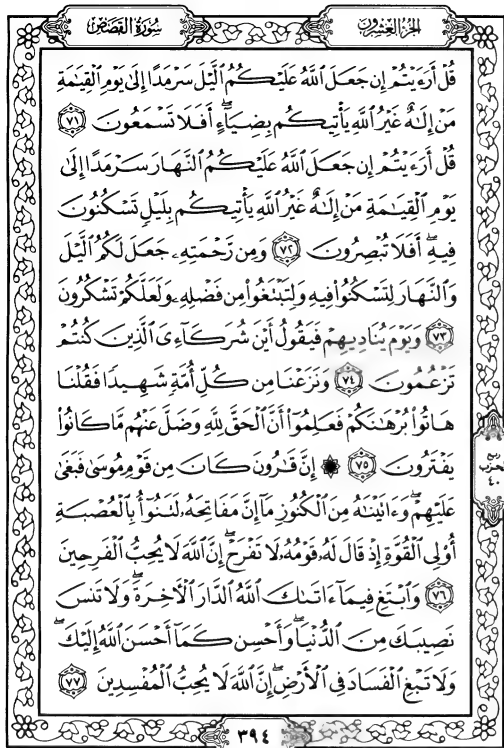 الجزء العشرون
سورة القصص
قُلْ أَرَءَيْتُمْ إِن جَعَلَ ٱللَّهُ عَلَيْكُمُ ٱلَّيْلَ سَرْمَدًا إِلَىٰ يَوْمِ ٱلْقِيَٰمَةِ
مَنْ إِلَٰهٌ غَيْرُ ٱللَّهِ يَأْتِيكُم بِضِيَآءٍ ۖ أَفَلَا تَسْمَعُونَ ٧١
قُلْ أَرَءَيْتُمْ إِن جَعَلَ ٱللَّهُ عَلَيْكُمُ ٱلنَّهَارَ سَرْمَدًا إِلَىٰ
يَوْمِ ٱلْقِيَٰمَةِ مَنْ إِلَٰهٌ غَيْرُ ٱللَّهِ يَأْتِيكُم بِلَيْلٍ تَسْكُنُونَ
فِيهِ ۖ أَفَلَا تُبْصِرُونَ ٧٢ وَمِن رَّحْمَتِهِۦ جَعَلَ لَكُمُ ٱلَّيْلَ
وَٱلنَّهَارَ لِتَسْكُنُوا۟ فِيهِ وَلِتَبْتَغُوا۟ مِن فَضْلِهِۦ وَلَعَلَّكُمْ تَشْكُرُونَ
٧٣ وَيَوْمَ يُنَادِيهِمْ فَيَقُولُ أَيْنَ شُرَكَآءِىَ ٱلَّذِينَ كُنتُمْ
تَزْعُمُونَ ٧٤ وَنَزَعْنَا مِن كُلِّ أُمَّةٍ شَهِيدًا فَقُلْنَا
هَاتُوا۟ بُرْهَٰنَكُمْ فَعَلِمُوٓا۟ أَنَّ ٱلْحَقَّ لِلَّهِ وَضَلَّ عَنْهُم مَّا كَانُوا۟
يَفْتَرُونَ ٧٥ ۞ إِنَّ قَٰرُونَ كَانَ مِن قَوْمِ مُوسَىٰ فَبَغَىٰ
عَلَيْهِمْ ۖ وَءَاتَيْنَٰهُ مِنَ ٱلْكُنُوزِ مَآ إِنَّ مَفَاتِحَهُۥ لَتَنُوٓأُ بِٱلْعُصْبَةِ
أُو۟لِى ٱلْقُوَّةِ إِذْ قَالَ لَهُۥ قَوْمُهُۥ لَا تَفْرَحْ ۖ إِنَّ ٱللَّهَ لَا يُحِبُّ ٱلْفَرِحِينَ
٧٦ وَٱبْتَغِ فِيمَآ ءَاتَىٰكَ ٱللَّهُ ٱلدَّارَ ٱلْءَاخِرَةَ ۖ وَلَا تَنسَ
نَصِيبَكَ مِنَ ٱلدُّنْيَا ۖ وَأَحْسِن كَمَآ أَحْسَنَ ٱللَّهُ إِلَيْكَ ۖ
وَلَا تَبْغِ ٱلْفَسَادَ فِى ٱلْأَرْضِ ۖ إِنَّ ٱللَّهَ لَا يُحِبُّ ٱلْمُفْسِدِينَ ٧٧
ربع
حزب
٤٠
٣٩٤